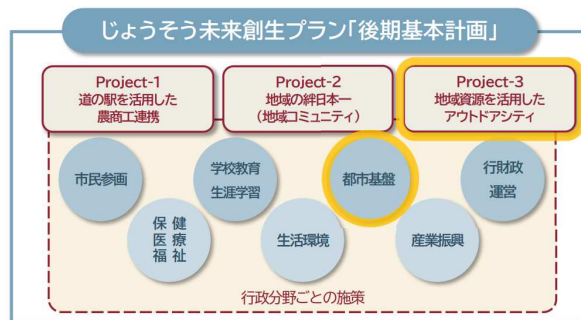 じょうそう未来創生プラン「後期基本計画」
Project-1
道の駅を活用した
農商工連携
Project-2
地域の絆日本一
(地域コミュニティ)
Project-3
地域資源を活用した
アウトドアシティ
市民参画
学校教育
生涯学習
都市基盤
行財政
運営
保健
医療
福祉
生活環境
産業振興
行政分野ごとの施策